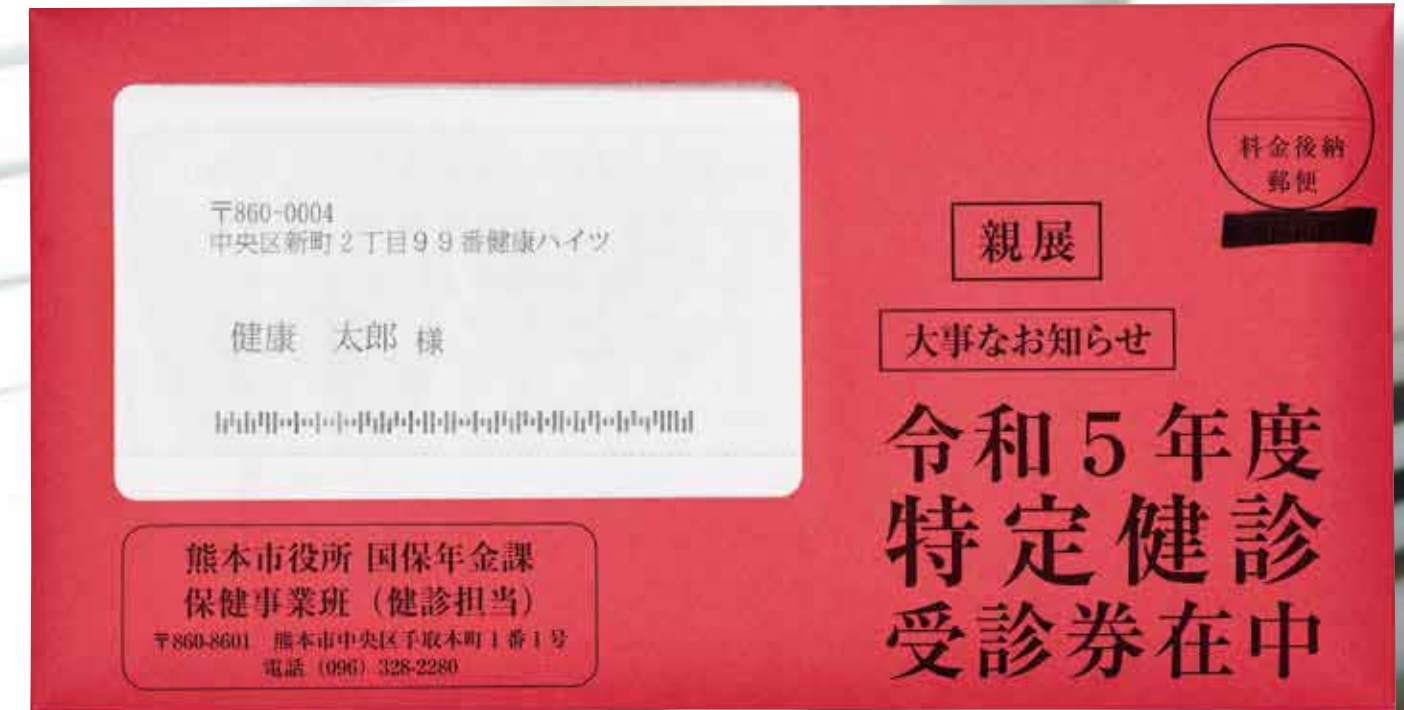 〒860-0004
中央区新町2丁目99番健康ハイツ
健康 太郎 様
熊本市役所 国保年金課
保健事業班(健診担当)
〒860-8601 熊本市中央区手取本町1番1号
電話(096)328-2280
料金後納
郵便
親展
大事なお知らせ
令和5年度
特定健診
受診券在中